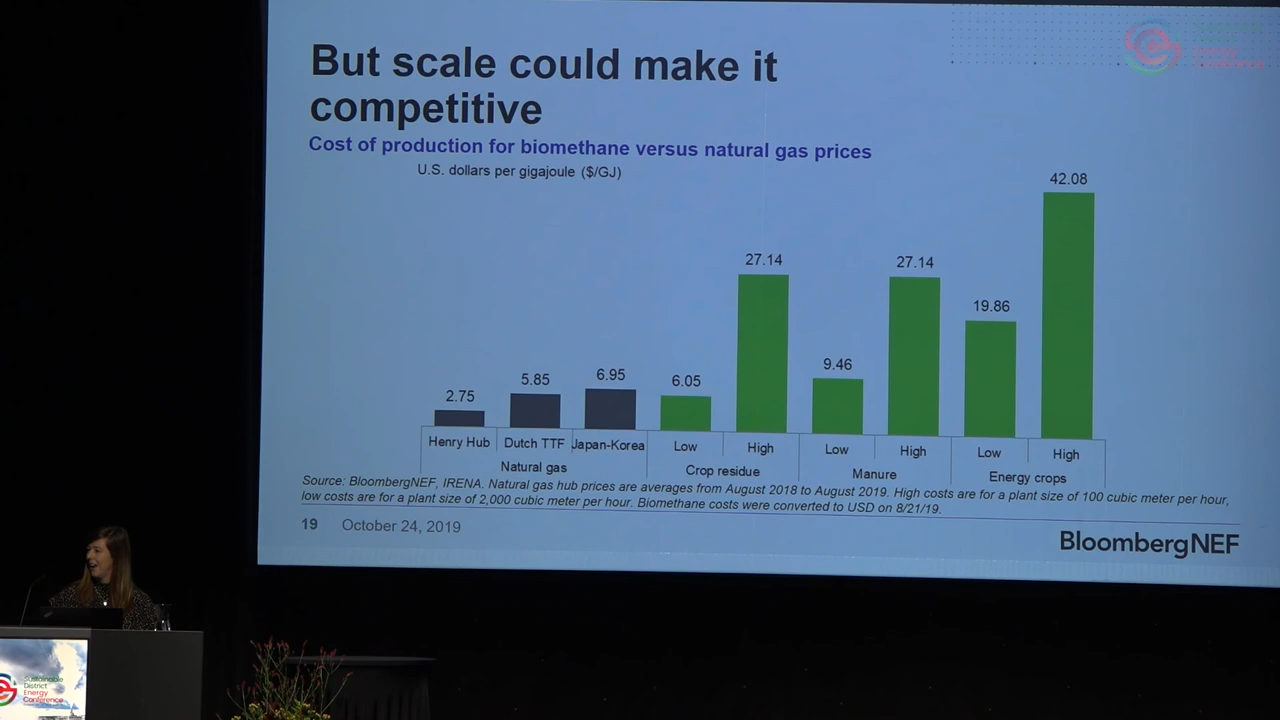 But scale could make it
competitive
Cost of production for biomethane versus natural gas prices
U.S. dollars per gigajoule ($/GJ)
42.08
27.14
27.14
19.86
9.46
6.95
6.05
5.85
2.75
Henry Hub
Dutch TTF
Japan-Korea
Low
High
Low
High
Low
High
Natural gas
Crop residue
Manure
Energy crops
Source: BloombergNEF, IRENA. Natural gas hub prices are averages from August 2018 to August 2019. High costs are for a plant size of 100 cubic meter per hour,
low costs are for a plant size of 2,000 cubic meter per hour. Biomethane costs were converted to USD on 8/21/19.
19 October 24, 2019
BloombergNEF
Sustainable
District
Energy
Conference